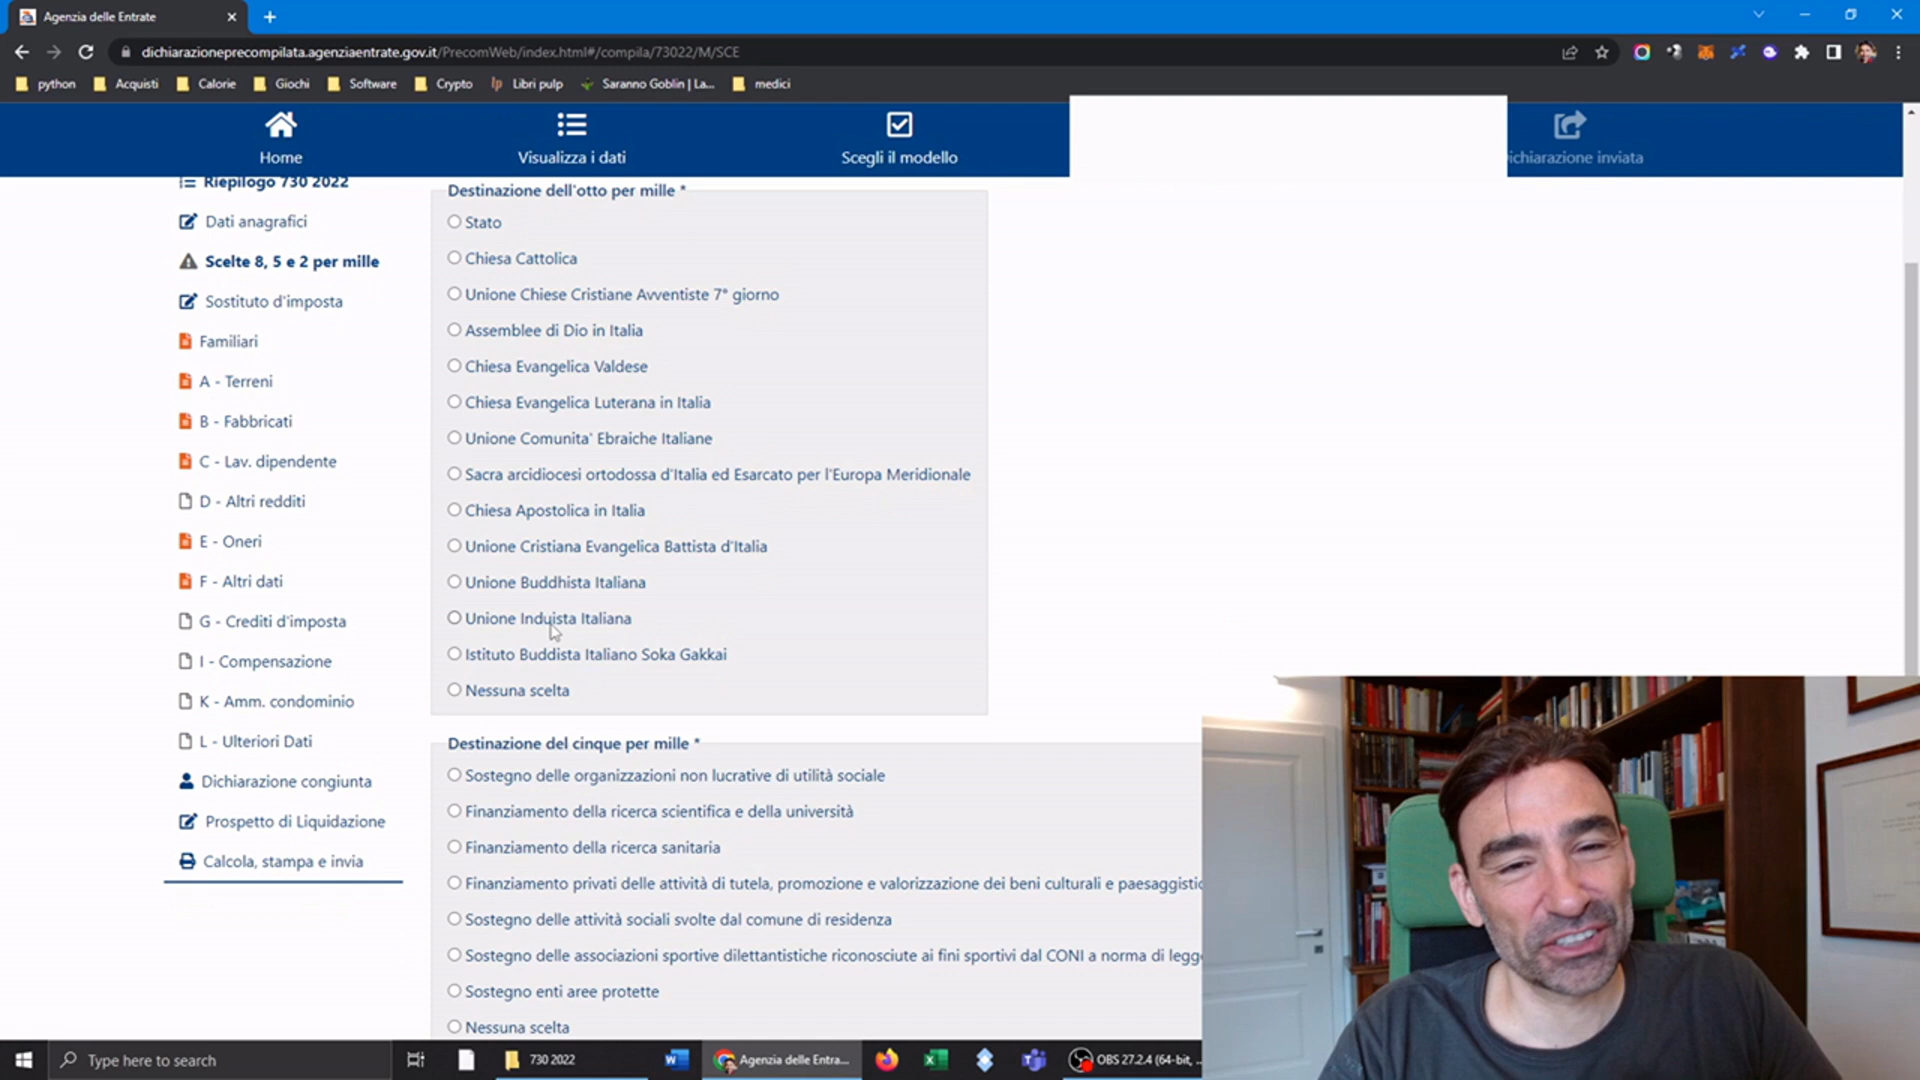 Agenzia delle Entrate
dichiarazioneprecompilata.agenziaentrate.gov.it/PrecomWeb/index.html#/compila/73022/M/SCE
python
Acquisti
Calorie
Giochi
Software
Crypto
lp Libri pulp
Saranno Goblin | La...
medici
Home
Visualizza i dati
Scegli il modello
ichiarazione inviata
Riepilogo 730 2022
Dati anagrafici
Scelte 8, 5 e 2 per mille
Sostituto d'imposta
Familiari
A - Terreni
B - Fabbricati
C - Lav. dipendente
D - Altri redditi
E - Oneri
F - Altri dati
G - Crediti d'imposta
I - Compensazione
K - Amm. condominio
L - Ulteriori Dati
Dichiarazione congiunta
Prospetto di Liquidazione
Calcola, stampa e invia
Destinazione dell'otto per mille *
Stato
Chiesa Cattolica
Unione Chiese Cristiane Avventiste 7° giorno
Assemblee di Dio in Italia
Chiesa Evangelica Valdese
Chiesa Evangelica Luterana in Italia
Unione Comunita' Ebraiche Italiane
Sacra arcidiocesi ortodossa d'Italia ed Esarcato per l'Europa Meridionale
Chiesa Apostolica in Italia
Unione Cristiana Evangelica Battista d'Italia
Unione Buddhista Italiana
Unione Induista Italiana
Istituto Buddista Italiano Soka Gakkai
Nessuna scelta
Destinazione del cinque per mille *
Sostegno delle organizzazioni non lucrative di utilità sociale
Finanziamento della ricerca scientifica e della università
Finanziamento della ricerca sanitaria
Finanziamento privati delle attività di tutela, promozione e valorizzazione dei beni culturali e paesaggistic
Sostegno delle attività sociali svolte dal comune di residenza
Sostegno delle associazioni sportive dilettantistiche riconosciute ai fini sportivi dal CONI a norma di legg
Sostegno enti aree protette
Nessuna scelta
Type here to search
730 2022
Agenzia delle Entra...
OBS 27.2.4 (64-bit, ...